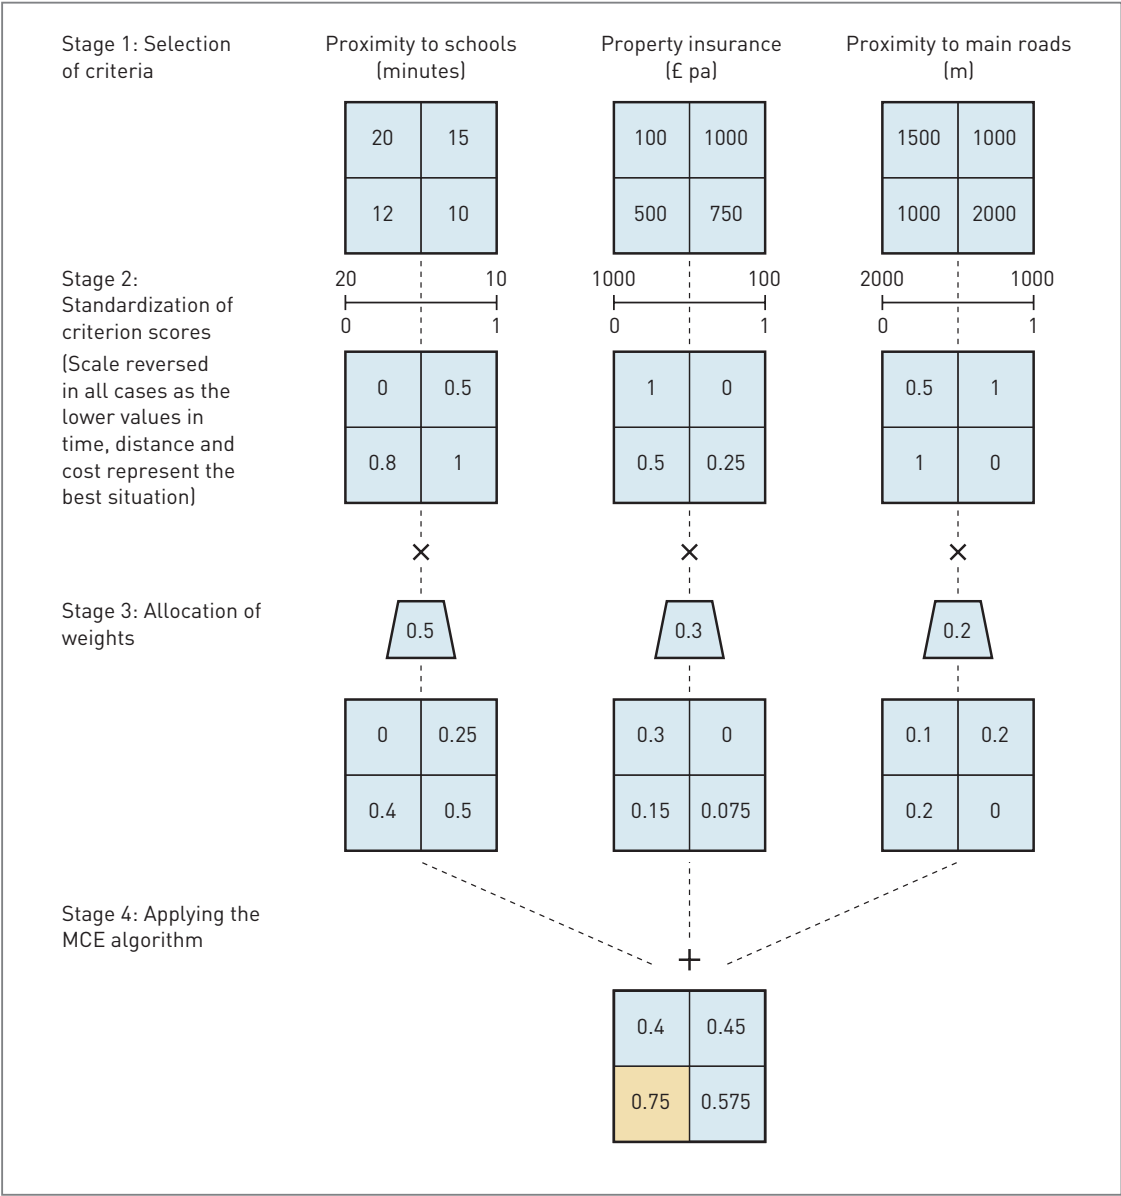 Stage 1: Selection
of criteria
Proximity to schools
(minutes)
Property insurance
(£ pa)
Proximity to main roads
(m)
20 15 100 1000 1500 1000
12 10 500 750 1000 2000
Stage 2:
Standardization of
criterion scores
(Scale reversed
in all cases as the
lower values in
time, distance and
cost represent the
best situation)
20 10 1000 100 2000 1000
0 1 0 1 0 1
0 0.5 1 0 0.5 1
0.8 1 0.5 0.25 1 0
× × ×
Stage 3: Allocation of
weights
0.5 0.3 0.2
0 0.25 0.3 0 0.1 0.2
0.4 0.5 0.15 0.075 0.2 0
Stage 4: Applying the
MCE algorithm
+
0.4 0.45
0.75 0.575